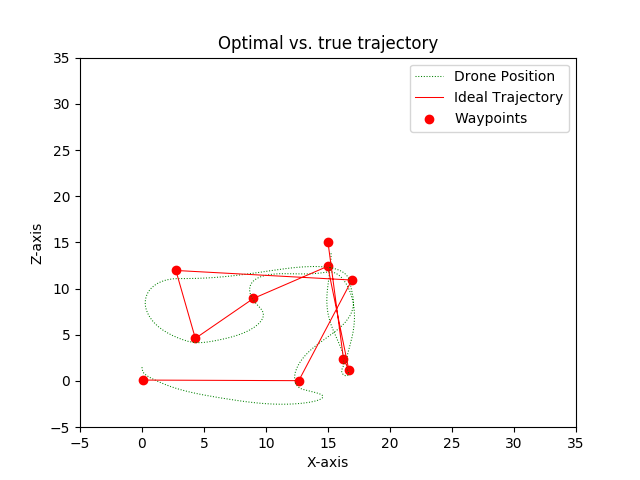 Optimal vs. true trajectory
Drone Position
Ideal Trajectory
Waypoints
35
30
25
20
15
10
5
0
−5
Z-axis
−5 0 5 10 15 20 25 30 35
X-axis